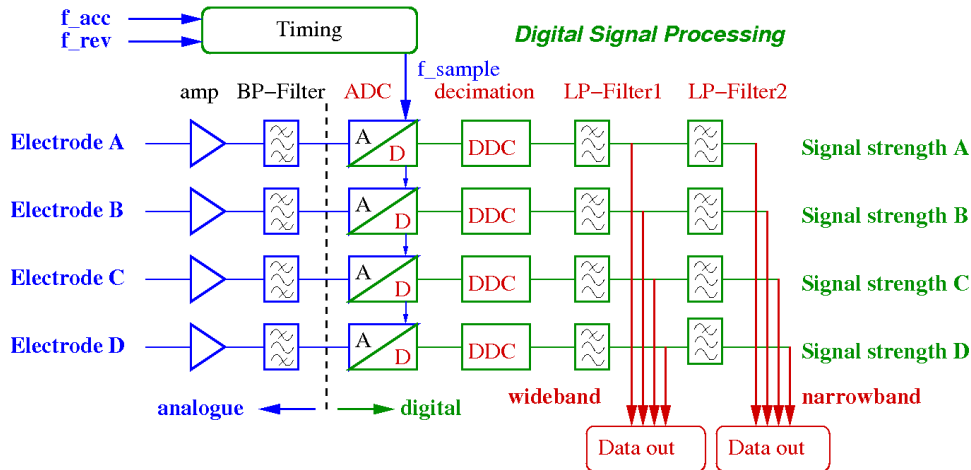 f_acc
f_rev
Timing
Digital Signal Processing
f_sample
amp BP-Filter ADC decimation LP-Filter1 LP-Filter2
Electrode A A D DDC Signal strength A
Electrode B A D DDC Signal strength B
Electrode C A D DDC Signal strength C
Electrode D A D DDC Signal strength D
analogue digital wideband narrowband
Data out Data out